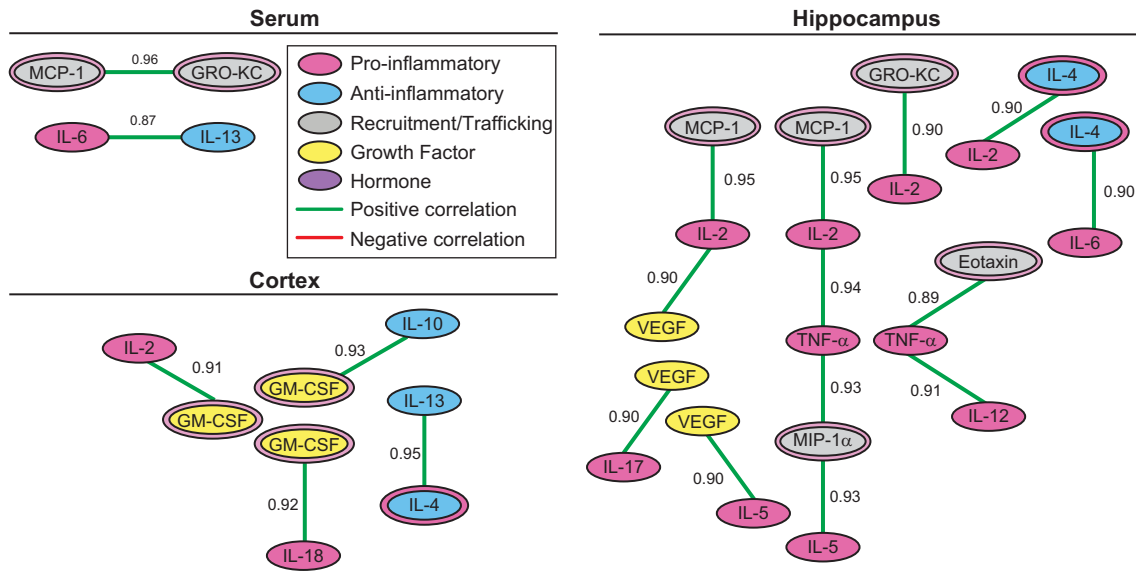 Serum
MCP-1
0.96
GRO-KC
IL-6
0.87
IL-13
Pro-inflammatory
Anti-inflammatory
Recruitment/Trafficking
Growth Factor
Hormone
Positive correlation
Negative correlation
Cortex
IL-2
0.91
GM-CSF
IL-10
0.93
GM-CSF
GM-CSF
0.92
IL-18
IL-13
0.95
IL-4
Hippocampus
MCP-1
0.95
IL-2
0.90
VEGF
MCP-1
0.95
IL-2
0.94
TNF-α
0.93
MIP-1α
0.93
IL-5
GRO-KC
0.90
IL-2
IL-4
0.90
IL-2
IL-4
0.90
IL-6
Eotaxin
0.89
TNF-α
0.91
IL-12
VEGF
0.90
IL-17
VEGF
0.90
IL-5